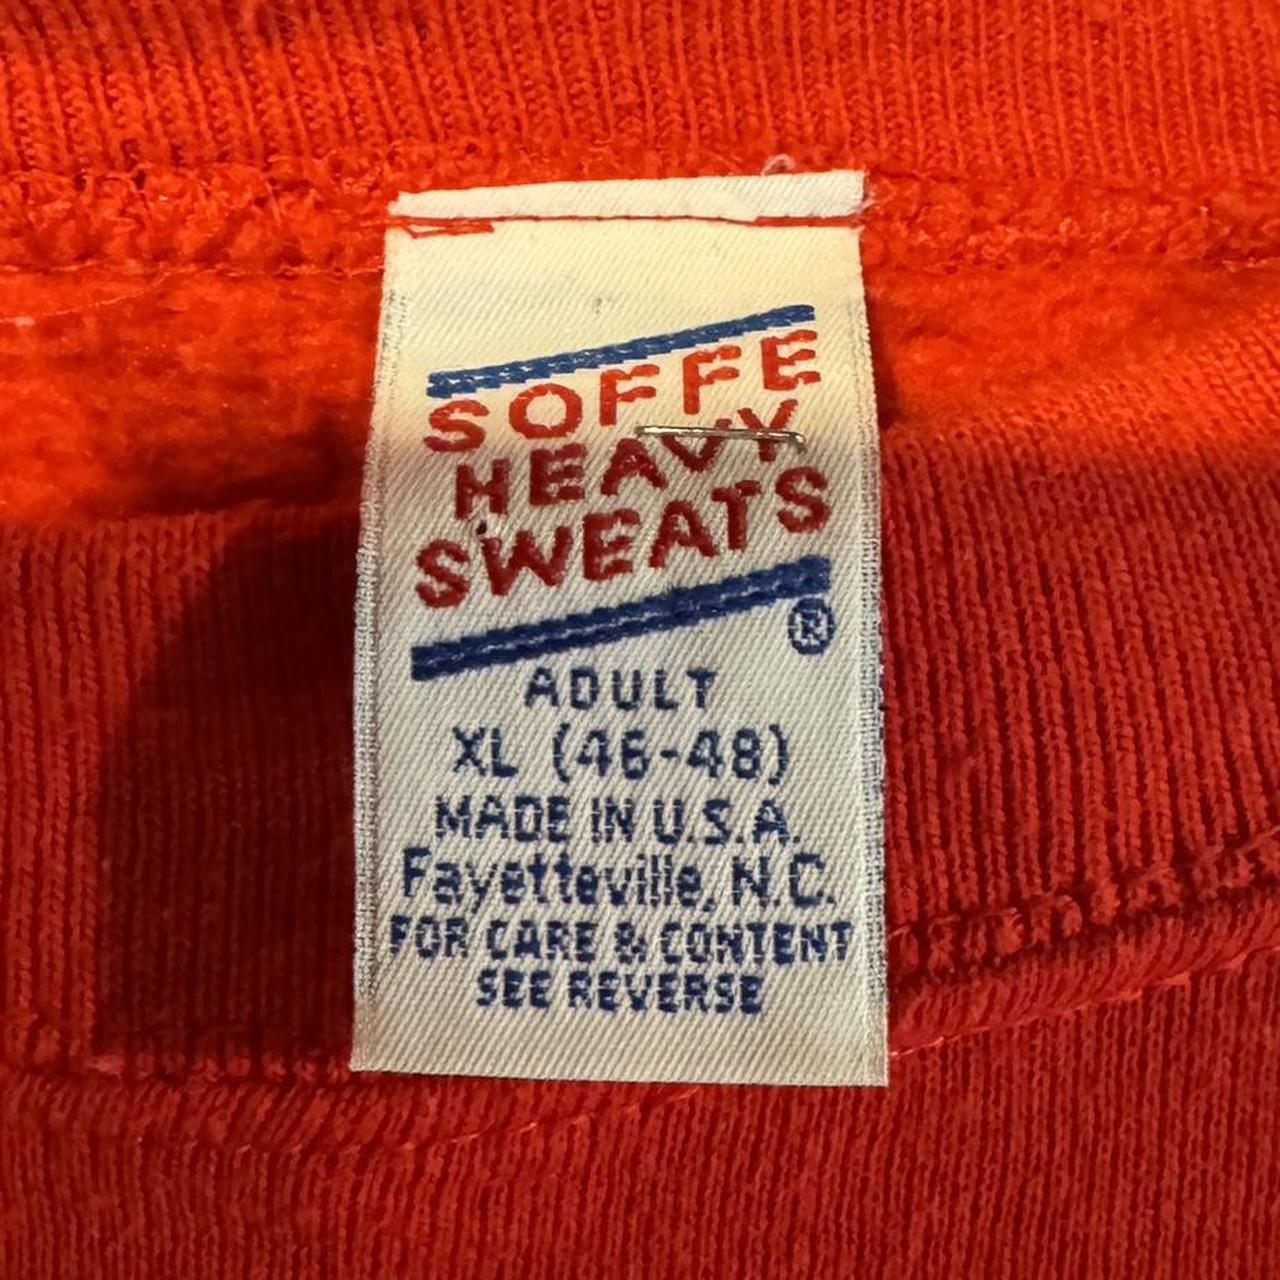 SOFFE
HEAVY
SWEATS
®
ADULT
XL (46-48)
MADE IN U.S.A.
Fayetteville, N.C.
FOR CARE & CONTENT
SEE REVERSE